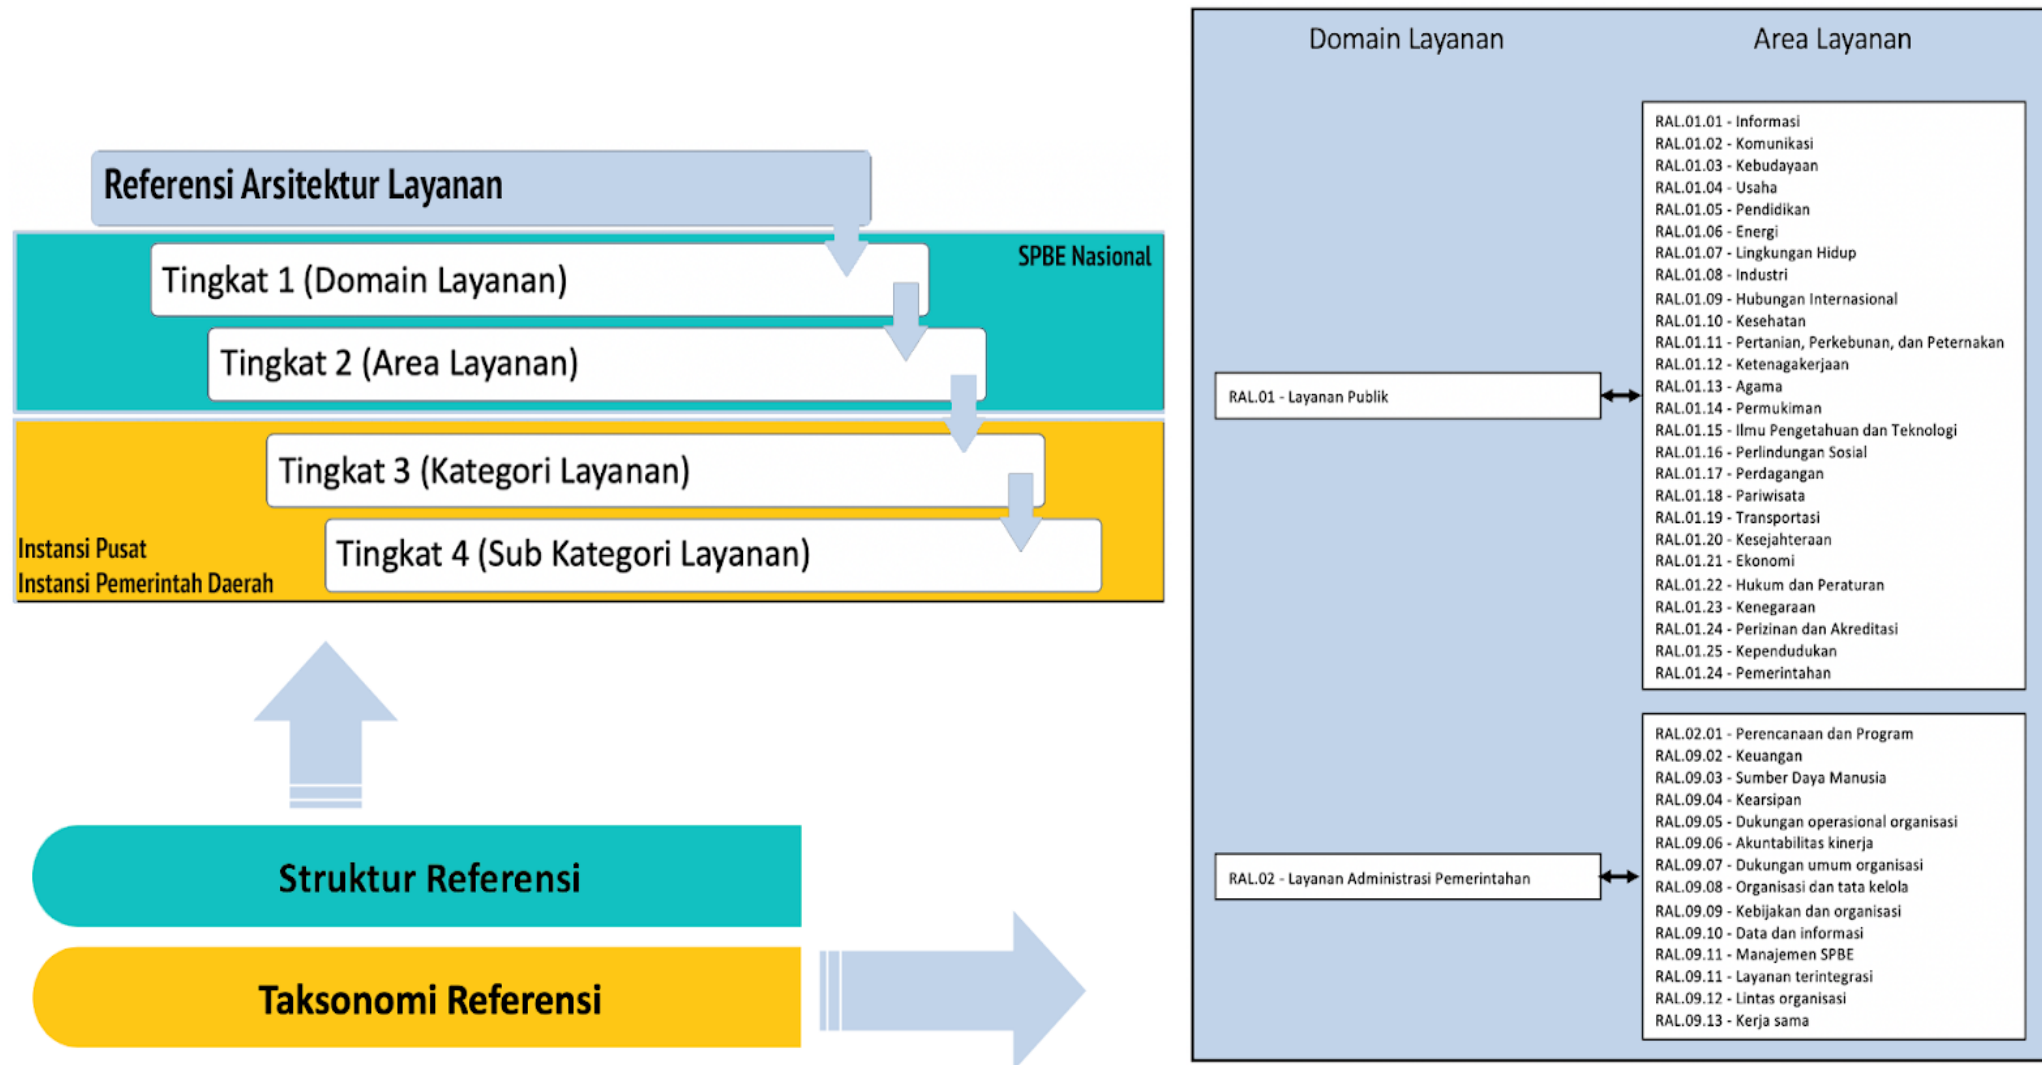 Referensi Arsitektur Layanan
SPBE Nasional
Tingkat 1 (Domain Layanan)
Tingkat 2 (Area Layanan)
Tingkat 3 (Kategori Layanan)
Tingkat 4 (Sub Kategori Layanan)
Instansi Pusat
Instansi Pemerintah Daerah
Struktur Referensi
Taksonomi Referensi
Domain Layanan
Area Layanan
RAL.01 - Layanan Publik
RAL.01.01 - Informasi
RAL.01.02 - Komunikasi
RAL.01.03 - Kebudayaan
RAL.01.04 - Usaha
RAL.01.05 - Pendidikan
RAL.01.06 - Energi
RAL.01.07 - Lingkungan Hidup
RAL.01.08 - Industri
RAL.01.09 - Hubungan Internasional
RAL.01.10 - Kesehatan
RAL.01.11 - Pertanian, Perkebunan, dan Peternakan
RAL.01.12 - Ketenagakerjaan
RAL.01.13 - Agama
RAL.01.14 - Permukiman
RAL.01.15 - Ilmu Pengetahuan dan Teknologi
RAL.01.16 - Perlindungan Sosial
RAL.01.17 - Perdagangan
RAL.01.18 - Pariwisata
RAL.01.19 - Transportasi
RAL.01.20 - Kesejahteraan
RAL.01.21 - Ekonomi
RAL.01.22 - Hukum dan Peraturan
RAL.01.23 - Kenegaraan
RAL.01.24 - Perizinan dan Akreditasi
RAL.01.25 - Kependudukan
RAL.01.24 - Pemerintahan
RAL.02 - Layanan Administrasi Pemerintahan
RAL.02.01 - Perencanaan dan Program
RAL.09.02 - Keuangan
RAL.09.03 - Sumber Daya Manusia
RAL.09.04 - Kearsipan
RAL.09.05 - Dukungan operasional organisasi
RAL.09.06 - Akuntabilitas kinerja
RAL.09.07 - Dukungan umum organisasi
RAL.09.08 - Organisasi dan tata kelola
RAL.09.09 - Kebijakan dan organisasi
RAL.09.10 - Data dan informasi
RAL.09.11 - Manajemen SPBE
RAL.09.11 - Layanan terintegrasi
RAL.09.12 - Lintas organisasi
RAL.09.13 - Kerja sama